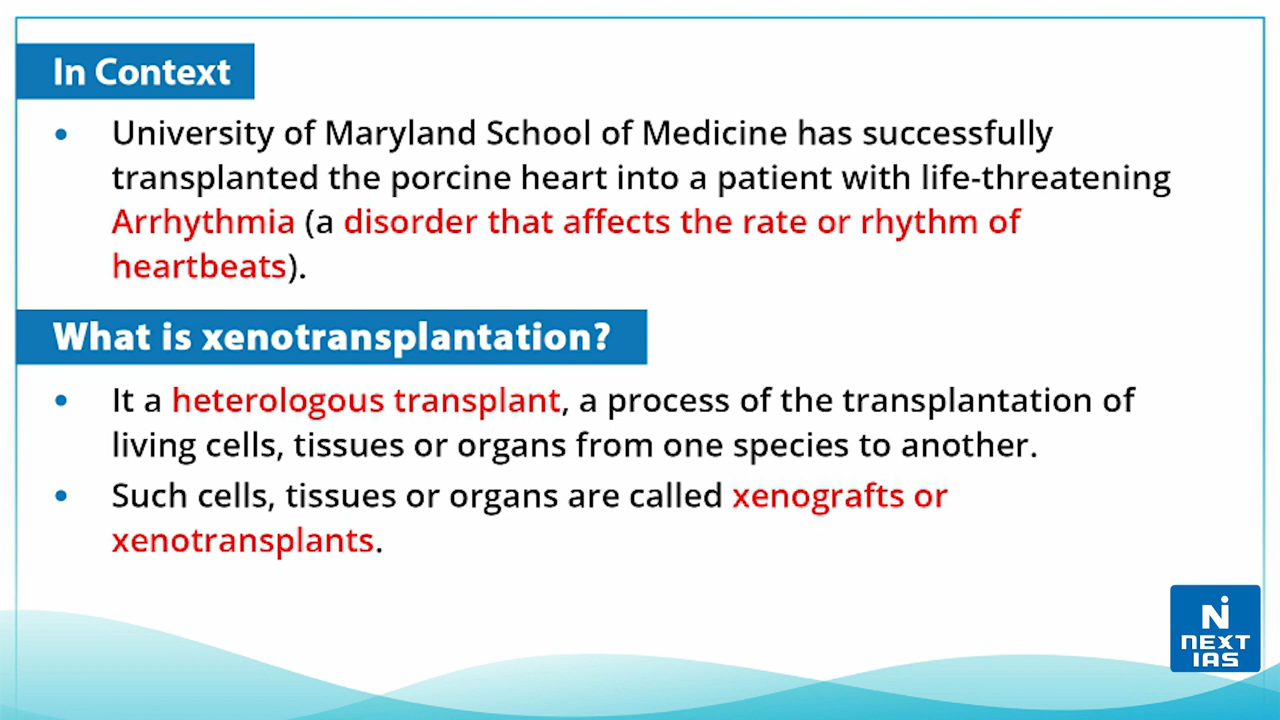 In Context
• University of Maryland School of Medicine has successfully
transplanted the porcine heart into a patient with life-threatening
Arrhythmia (a disorder that affects the rate or rhythm of
heartbeats).
What is xenotransplantation?
• It a heterologous transplant, a process of the transplantation of
living cells, tissues or organs from one species to another.
• Such cells, tissues or organs are called xenografts or
xenotransplants.
NEXT
IAS